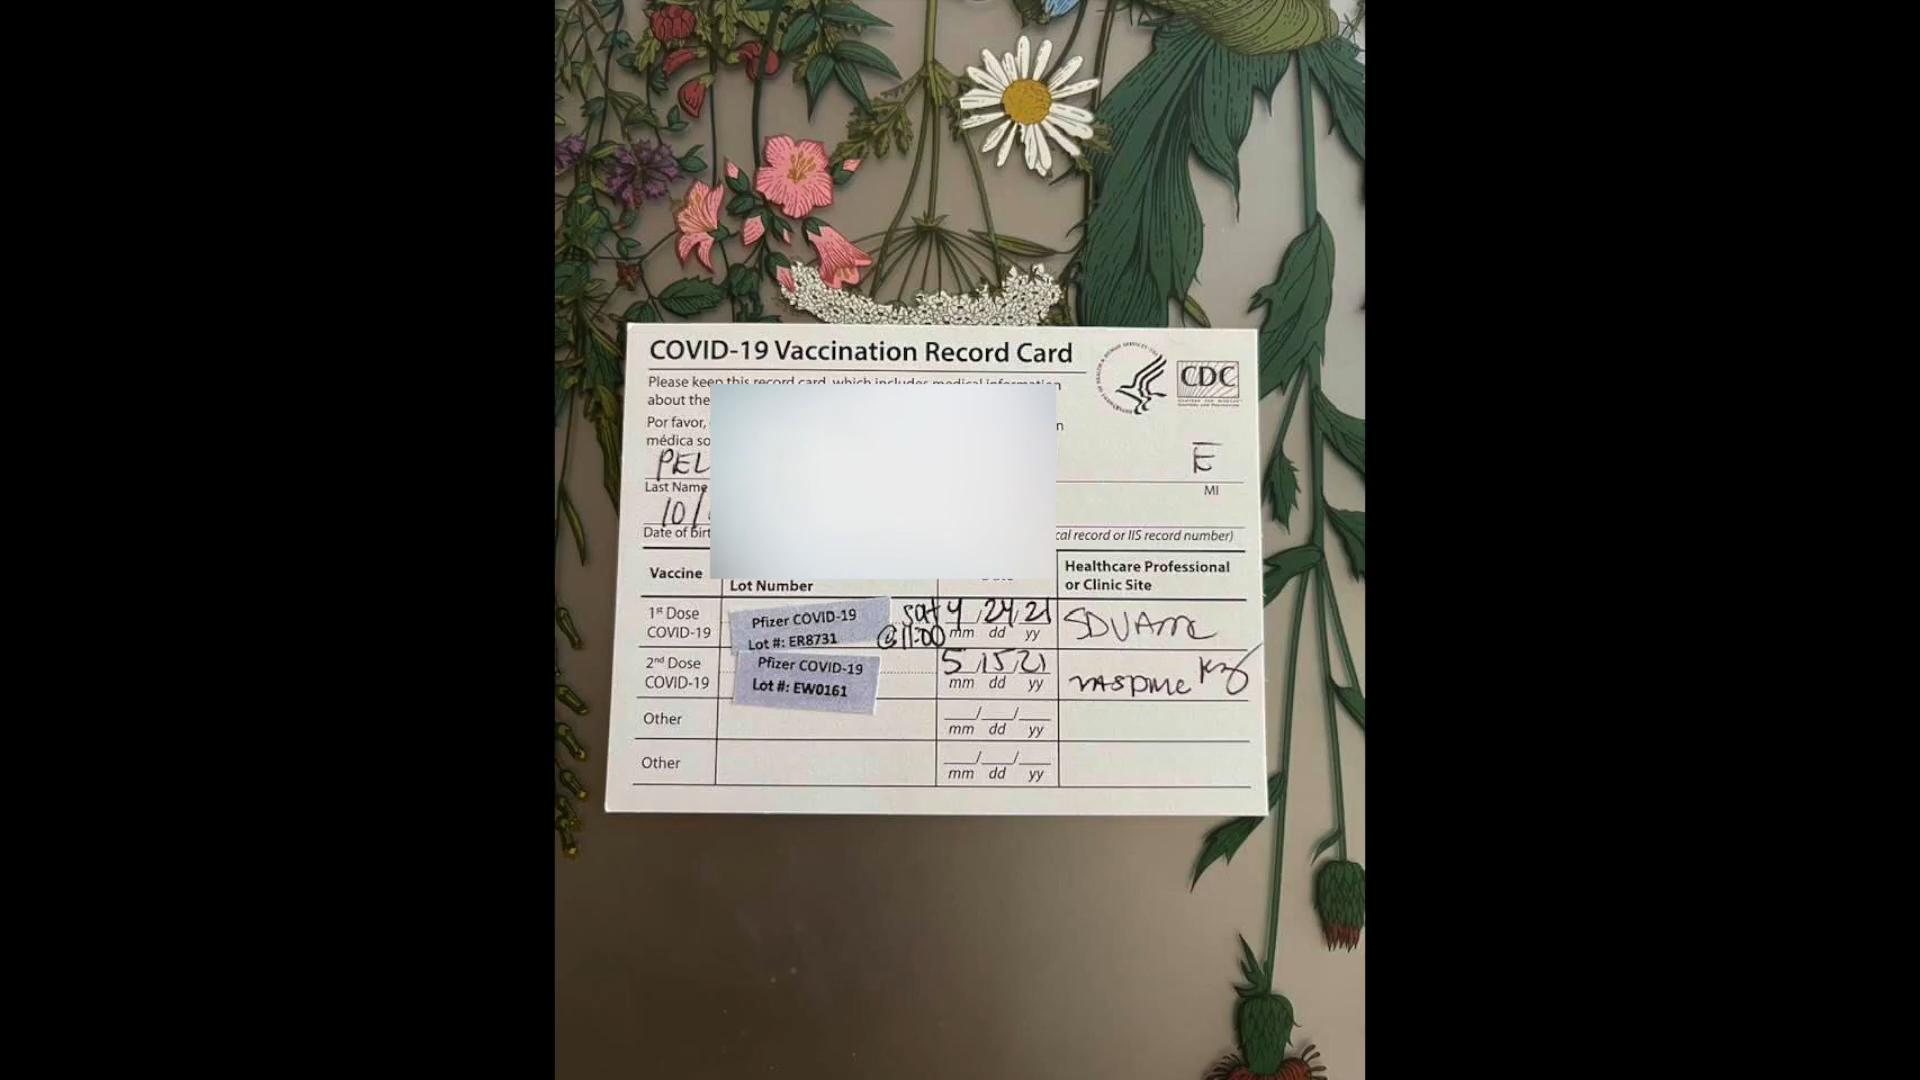 COVID-19 Vaccination Record Card
Please keep this record card, which includes medical information
about the
Por favor,
médica so
PEL
E
Last Name
MI
10/
Date of birt
cal record or IIS record number)
CDC
Vaccine
Lot Number
Healthcare Professional
or Clinic Site
1st Dose
COVID-19
Pfizer COVID-19
Lot #: ER8731
Sat
@ 11:00
4/24/21
mm dd yy
SDVAMC
2nd Dose
COVID-19
Pfizer COVID-19
Lot #: EW0161
5/15/21
mm dd yy
Other
mm dd yy
Other
mm dd yy